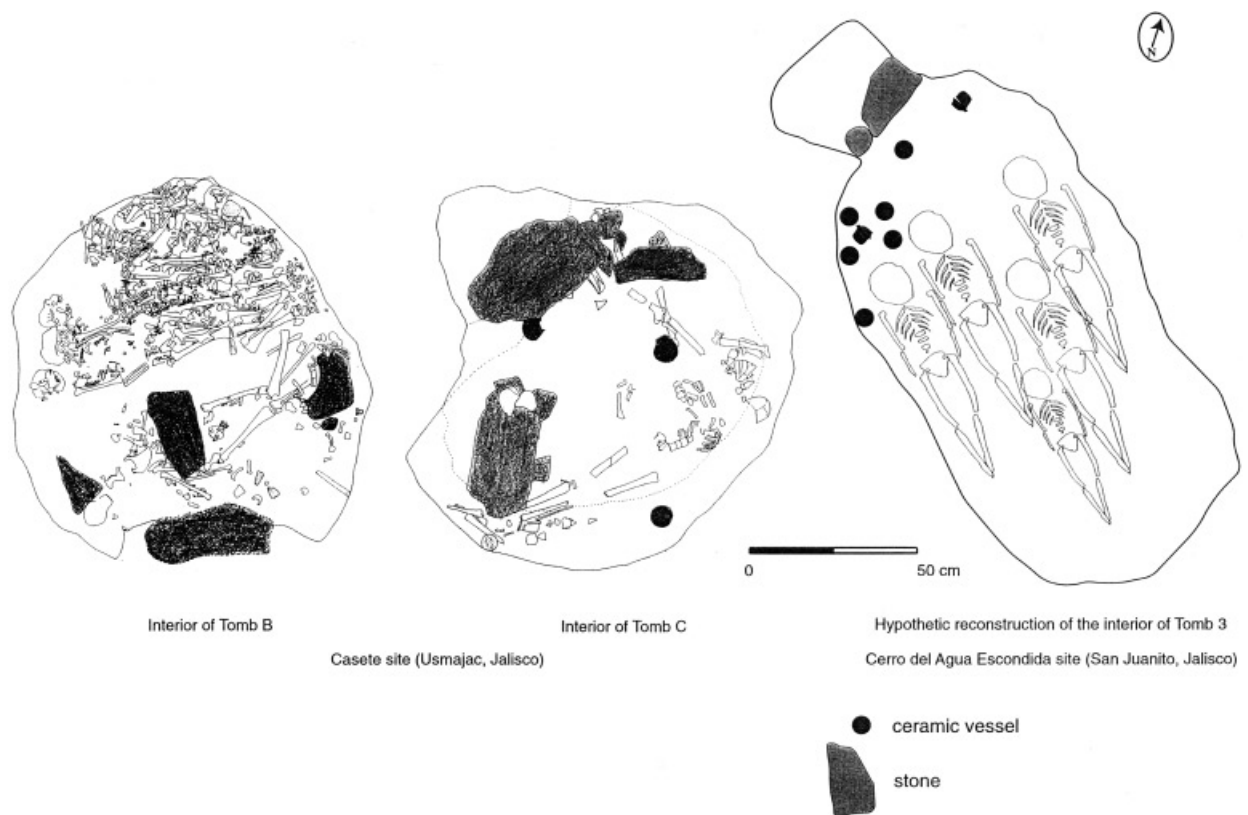 N
0
50 cm
Interior of Tomb B
Interior of Tomb C
Hypothetic reconstruction of the interior of Tomb 3
Casete site (Usmajac, Jalisco)
Cerro del Agua Escondida site (San Juanito, Jalisco)
ceramic vessel
stone